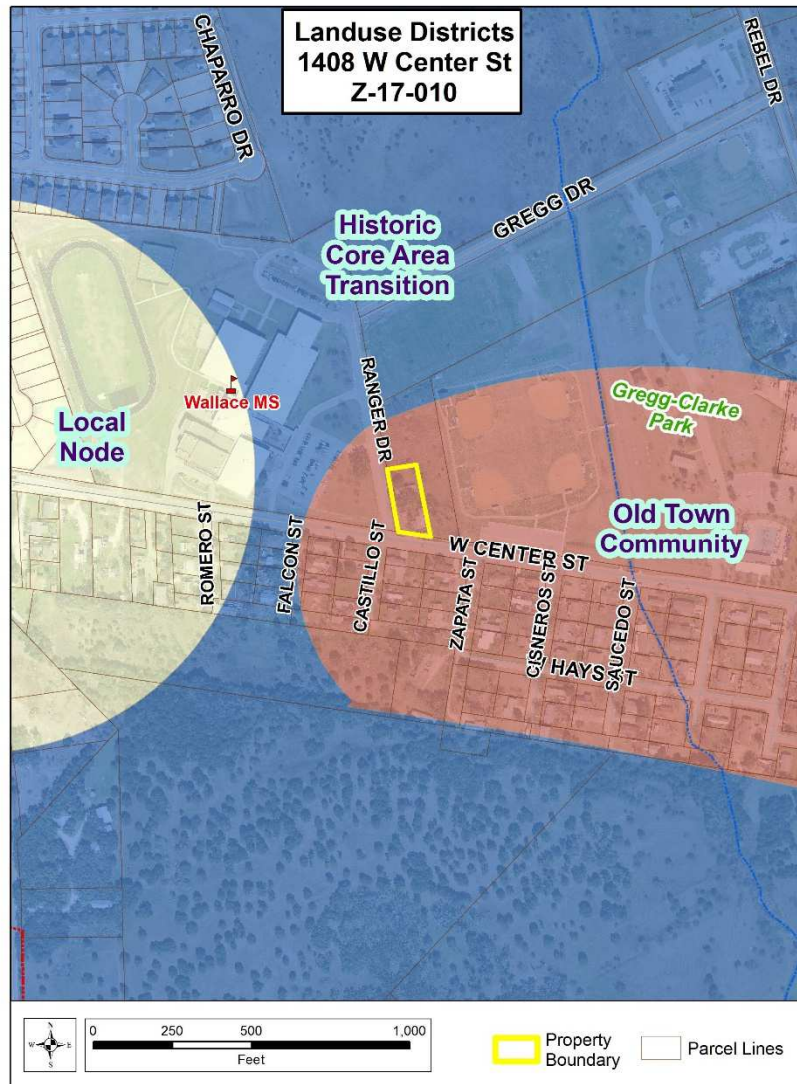 Landuse Districts
1408 W Center St
Z-17-010
CHAPARRO DR
REBEL DR
GREGG DR
Historic
Core Area
Transition
RANGER DR
Gregg-Clarke
Park
Wallace MS
Local
Node
Old Town
Community
W CENTER ST
ROMERO ST
FALCON ST
CASTILLO ST
ZAPATA ST
CISNEROS ST
SAUCEDO ST
HAYS ST
N
W E
S
0 250 500 1,000
Feet
Property
Boundary
Parcel Lines